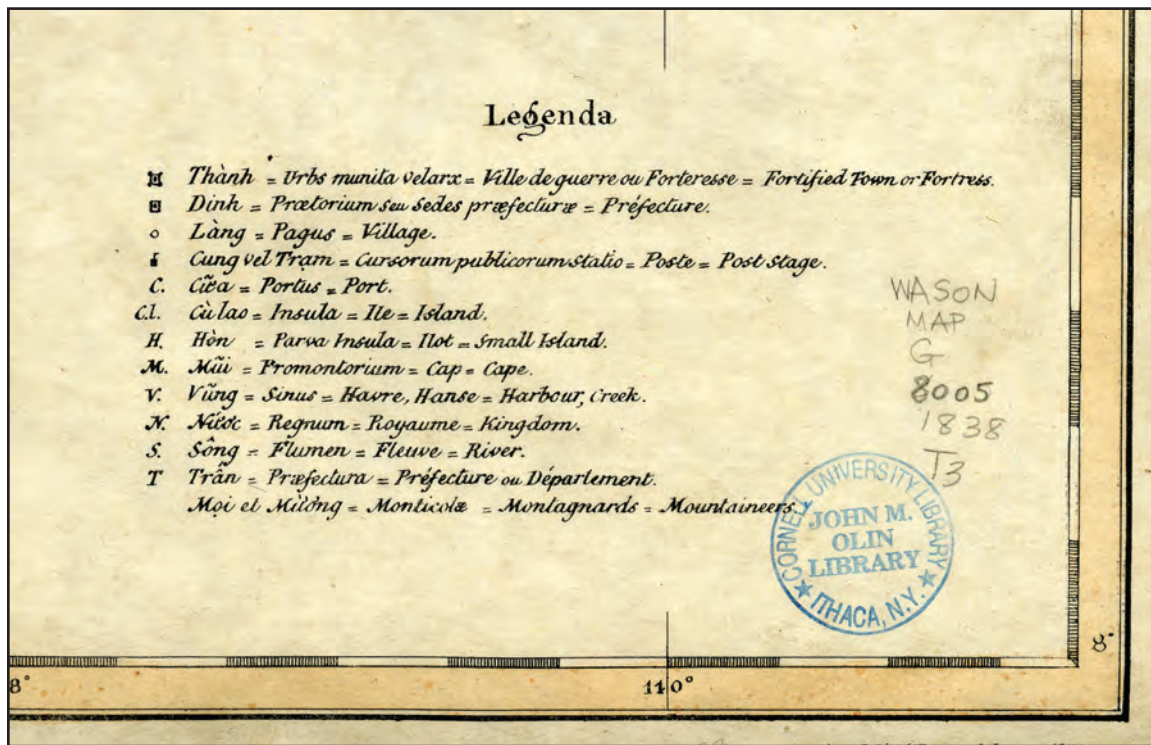 Legenda
Thành = Urbs munita velarx = Ville de guerre ou Forteresse = Fortified Town or Fortress.
Dinh = Prætorium seu Sedes præfecturæ = Préfecture.
Làng = Pagus = Village.
Cung vel Trạm = Cursorum publicorum statio = Poste = Post stage.
C. Cửa = Portus = Port.
C.l. Cù lao = Insula = Ile = Island.
H. Hòn = Parva Insula = Ilot = Small Island.
M. Mũi = Promontorium = Cap = Cape.
V. Vũng = Sinus = Havre, Hanse = Harbour, Creek.
N. Nước = Regnum = Royaume = Kingdom.
S. Sông = Flumen = Fleuve = River.
T Trấn = Præfectura = Préfecture ou Département.
Mọi et Mường = Monticolæ = Montagnards = Mountaineers.
WASON
MAP
G
8005
1838
T3
CORNELL UNIVERSITY LIBRARY
JOHN M.
OLIN
LIBRARY
ITHACA, N.Y.
8°
8°
110°